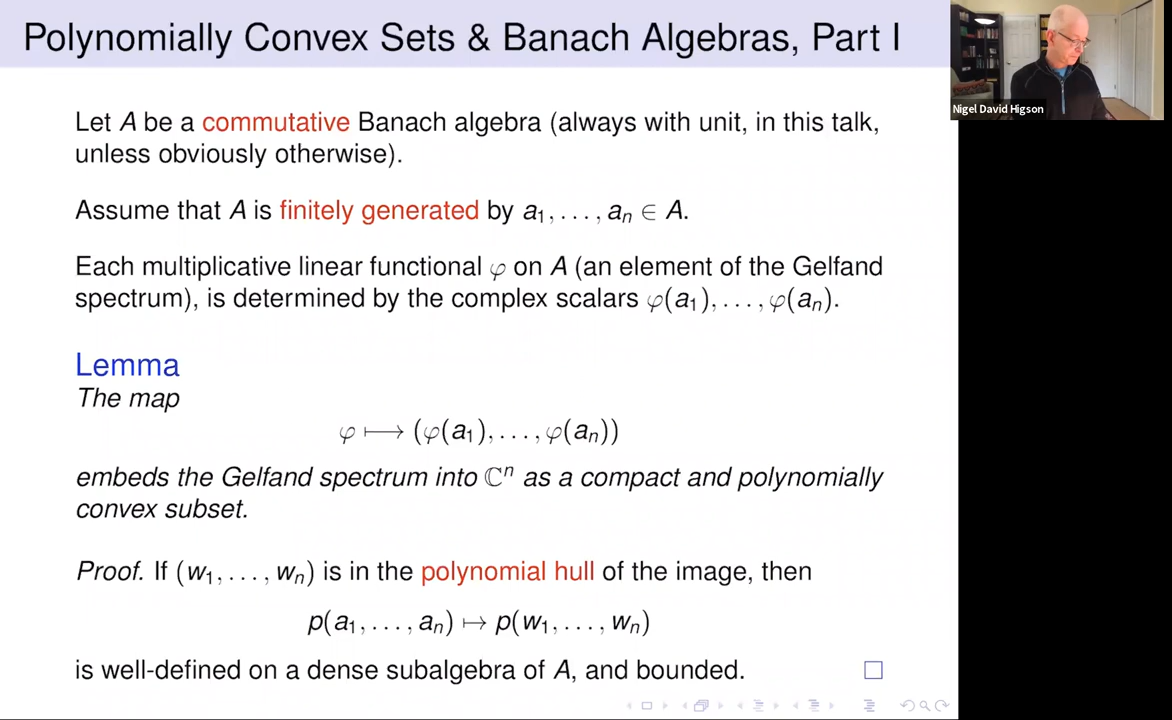 Polynomially Convex Sets & Banach Algebras, Part I
Nigel David Higson
Let A be a commutative Banach algebra (always with unit, in this talk,
unless obviously otherwise).
Assume that A is finitely generated by a₁, . . . , aₙ ∈ A.
Each multiplicative linear functional φ on A (an element of the Gelfand
spectrum), is determined by the complex scalars φ(a₁), . . . , φ(aₙ).
Lemma
The map
φ ⟼ (φ(a₁), . . . , φ(aₙ))
embeds the Gelfand spectrum into ℂⁿ as a compact and polynomially
convex subset.
Proof. If (w₁, . . . , wₙ) is in the polynomial hull of the image, then
p(a₁, . . . , aₙ) ↦ p(w₁, . . . , wₙ)
is well-defined on a dense subalgebra of A, and bounded. □